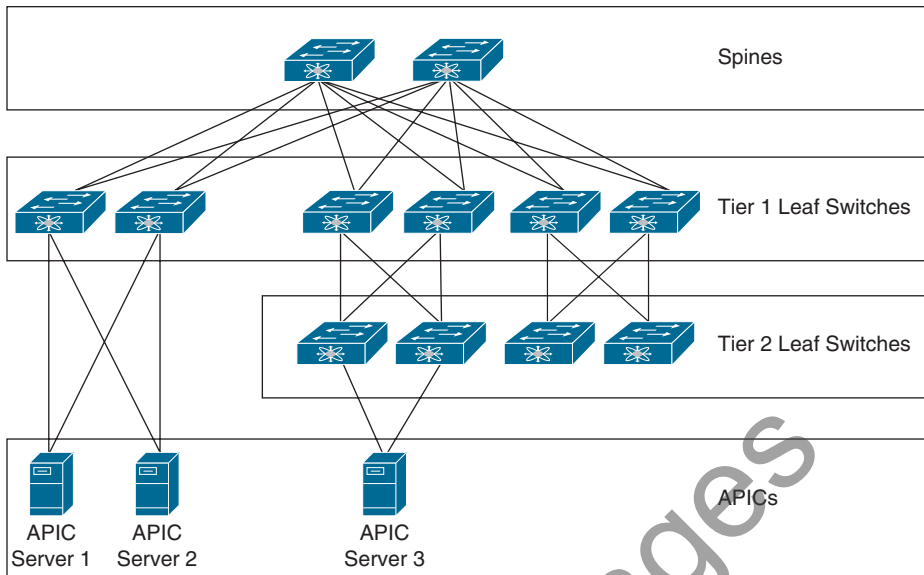 Spines
Tier 1 Leaf Switches
Tier 2 Leaf Switches
APICs
APIC
Server 1
APIC
Server 2
APIC
Server 3